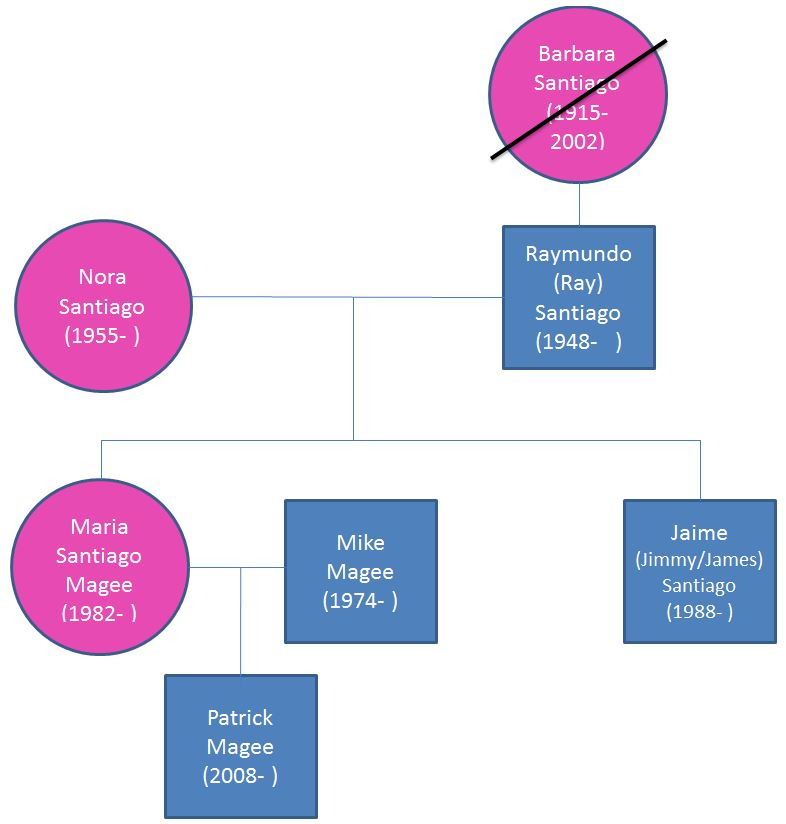 Barbara
Santiago
(1915-
2002)
Raymundo
(Ray)
Santiago
(1948-   )
Nora
Santiago
(1955- )
Maria
Santiago
Magee
(1982- )
Mike
Magee
(1974- )
Jaime
(Jimmy/James)
Santiago
(1988- )
Patrick
Magee
(2008- )